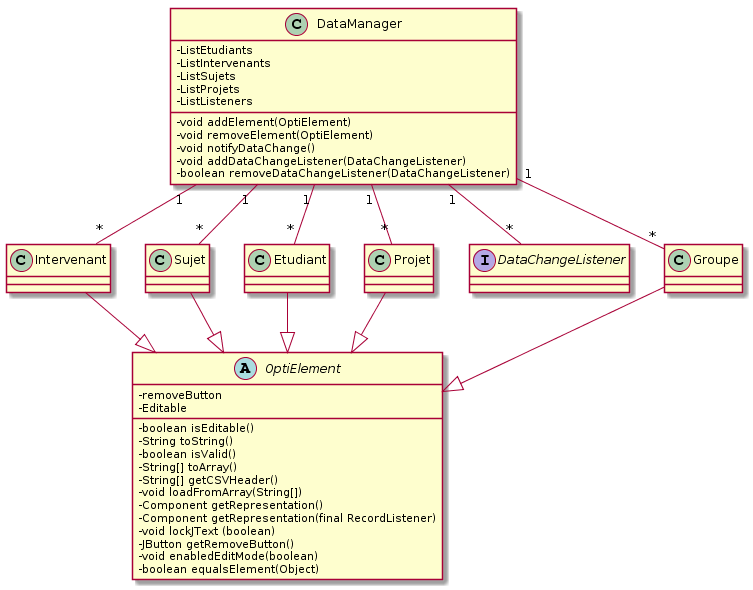 C DataManager
-ListEtudiants
-ListIntervenants
-ListSujets
-ListProjets
-ListListeners
-void addElement(OptiElement)
-void removeElement(OptiElement)
-void notifyDataChange()
-void addDataChangeListener(DataChangeListener)
-boolean removeDataChangeListener(DataChangeListener)
1 1 1 1 1 1
* * * * * *
C Intervenant
C Sujet
C Etudiant
C Projet
I DataChangeListener
C Groupe
A OptiElement
-removeButton
-Editable
-boolean isEditable()
-String toString()
-boolean isValid()
-String[] toArray()
-String[] getCSVHeader()
-void loadFromArray(String[])
-Component getRepresentation()
-Component getRepresentation(final RecordListener)
-void lockJText (boolean)
-JButton getRemoveButton()
-void enabledEditMode(boolean)
-boolean equalsElement(Object)